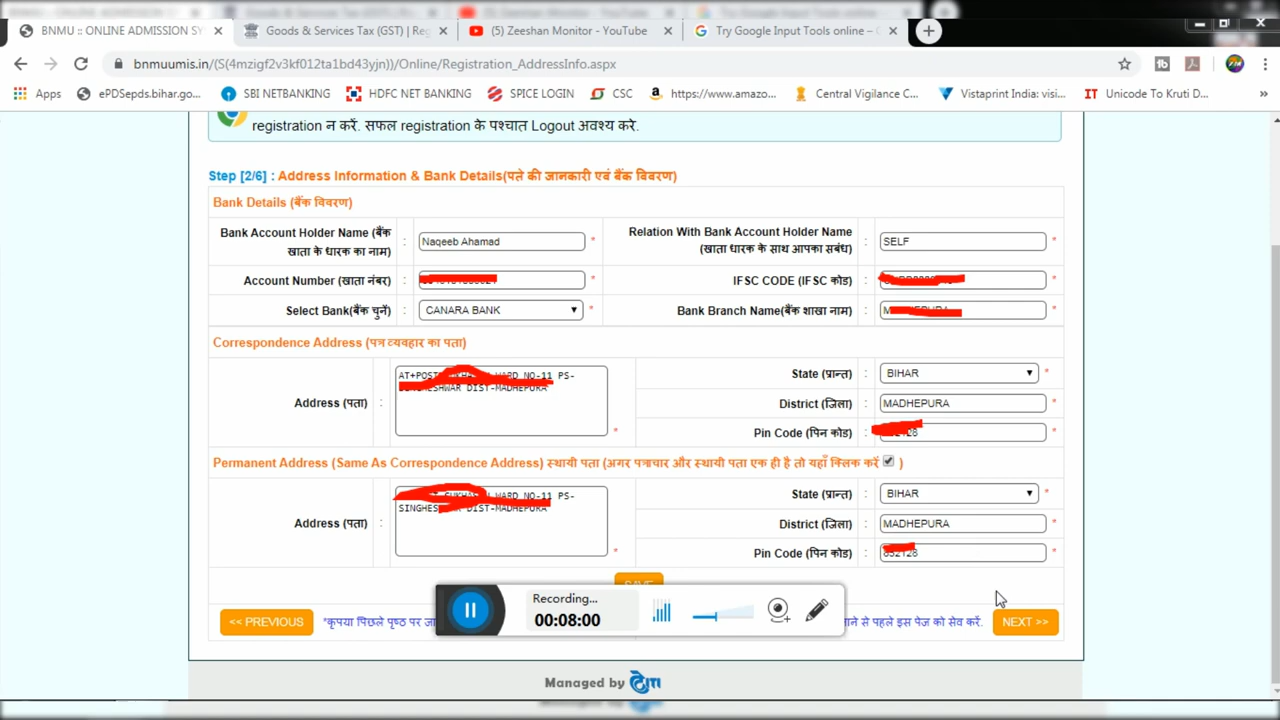 BNMU :: ONLINE ADMISSION SY
Goods & Services Tax (GST) | Re
(5) Zeeshan Monitor - YouTube
Try Google Input Tools online –
bnmuumis.in/(S(4mzigf2v3kf012ta1bd43yjn))/Online/Registration_AddressInfo.aspx
Apps ePDSepds.bihar.go... SBI NETBANKING HDFC NET BANKING SPICE LOGIN CSC https://www.amazo... Central Vigilance C... Vistaprint India: visi... IT Unicode To Kruti D... »
registration न करें. सफल registration के पश्चात Logout अवश्य करे.
Step [2/6] : Address Information & Bank Details(पते की जानकारी एवं बैंक विवरण)
Bank Details (बैंक विवरण)
Bank Account Holder Name (बैंक खाता के धारक का नाम) : Naqeeb Ahamad *
Relation With Bank Account Holder Name (खाता धारक के साथ आपका सबंध) : SELF *
Account Number (खाता नंबर) : *
IFSC CODE (IFSC कोड) : *
Select Bank(बैंक चुनें) : CANARA BANK *
Bank Branch Name(बैंक शाखा नाम) : *
Correspondence Address (पत्र व्यवहार का पता)
Address (पता) : WARD NO-11 PS-
DIST-MADHEPURA *
State (प्रान्त) : BIHAR *
District (जिला) : MADHEPURA *
Pin Code (पिन कोड) : *
Permanent Address (Same As Correspondence Address) स्थायी पता (अगर पत्राचार और स्थायी पता एक ही है तो यहाँ क्लिक करें )
Address (पता) : WARD NO-11 PS-
DIST-MADHEPURA *
State (प्रान्त) : BIHAR *
District (जिला) : MADHEPURA *
Pin Code (पिन कोड) : *
SAVE
Recording...
00:08:00
<< PREVIOUS
*कृपया पिछले पृष्ठ पर जा
ाने से पहले इस पेज को सेव करें.
NEXT >>
Managed by